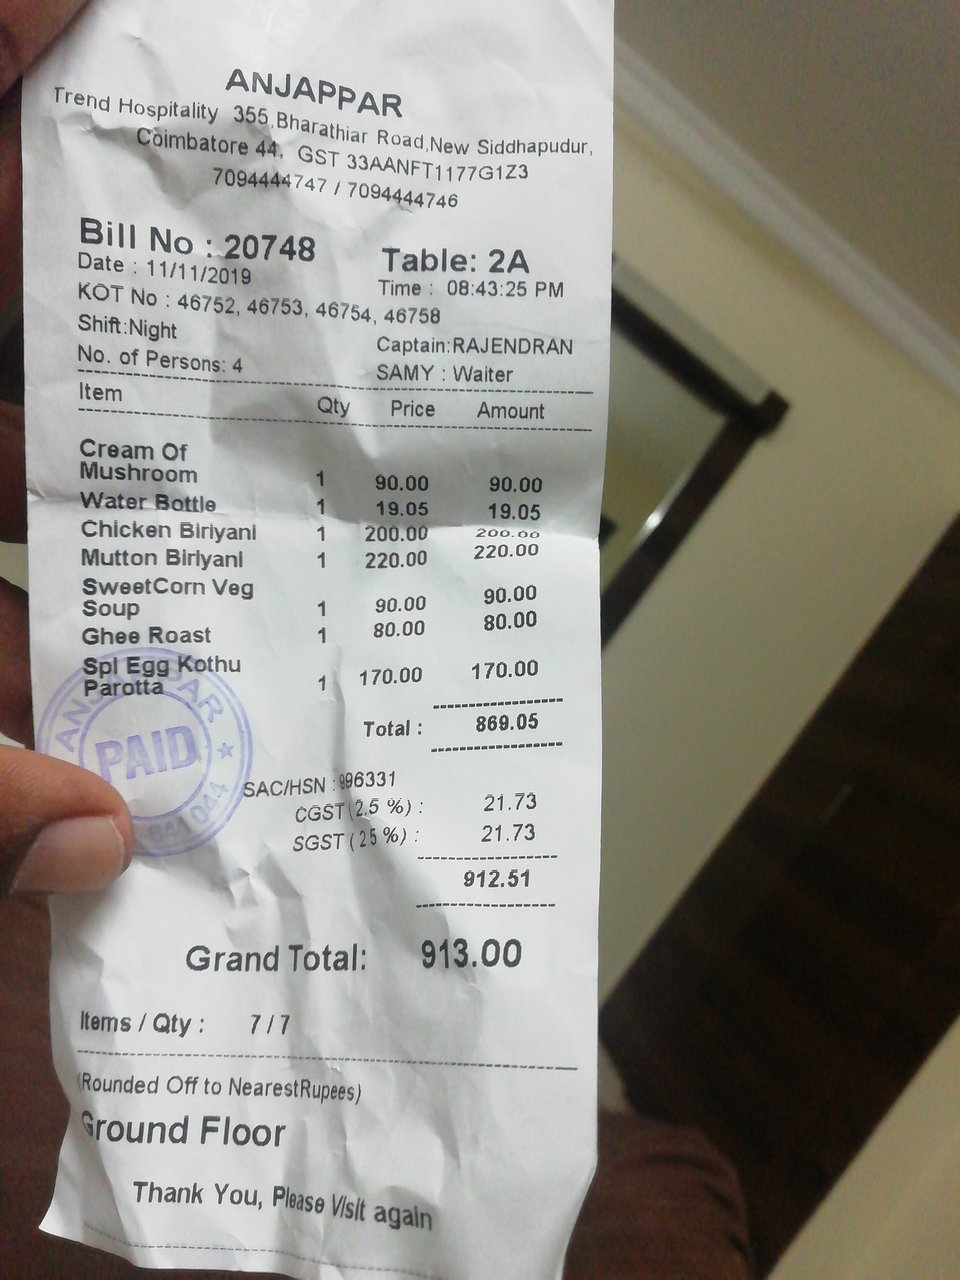 ANJAPPAR
Trend Hospitality 355,Bharathiar Road,New Siddhapudur,
Coimbatore 44, GST 33AANFT1177G1Z3
7094444747 / 7094444746
Bill No : 20748 Table: 2A
Date : 11/11/2019 Time : 08:43:25 PM
KOT No : 46752, 46753, 46754, 46758
Shift:Night Captain:RAJENDRAN
No. of Persons: 4 SAMY : Waiter
Item Qty Price Amount
Cream Of
Mushroom 1 90.00 90.00
Water Bottle 1 19.05 19.05
Chicken Biriyani 1 200.00 200.00
Mutton Biriyani 1 220.00 220.00
SweetCorn Veg
Soup 1 90.00 90.00
Ghee Roast 1 80.00 80.00
Spl Egg Kothu
Parotta 1 170.00 170.00
Total : 869.05
ANJAPPAR
PAID
641044
SAC/HSN : 996331
CGST (2.5 %) : 21.73
SGST ( 2.5 %) : 21.73
912.51
Grand Total: 913.00
Items / Qty : 7 / 7
(Rounded Off to NearestRupees)
Ground Floor
Thank You, Please Visit again